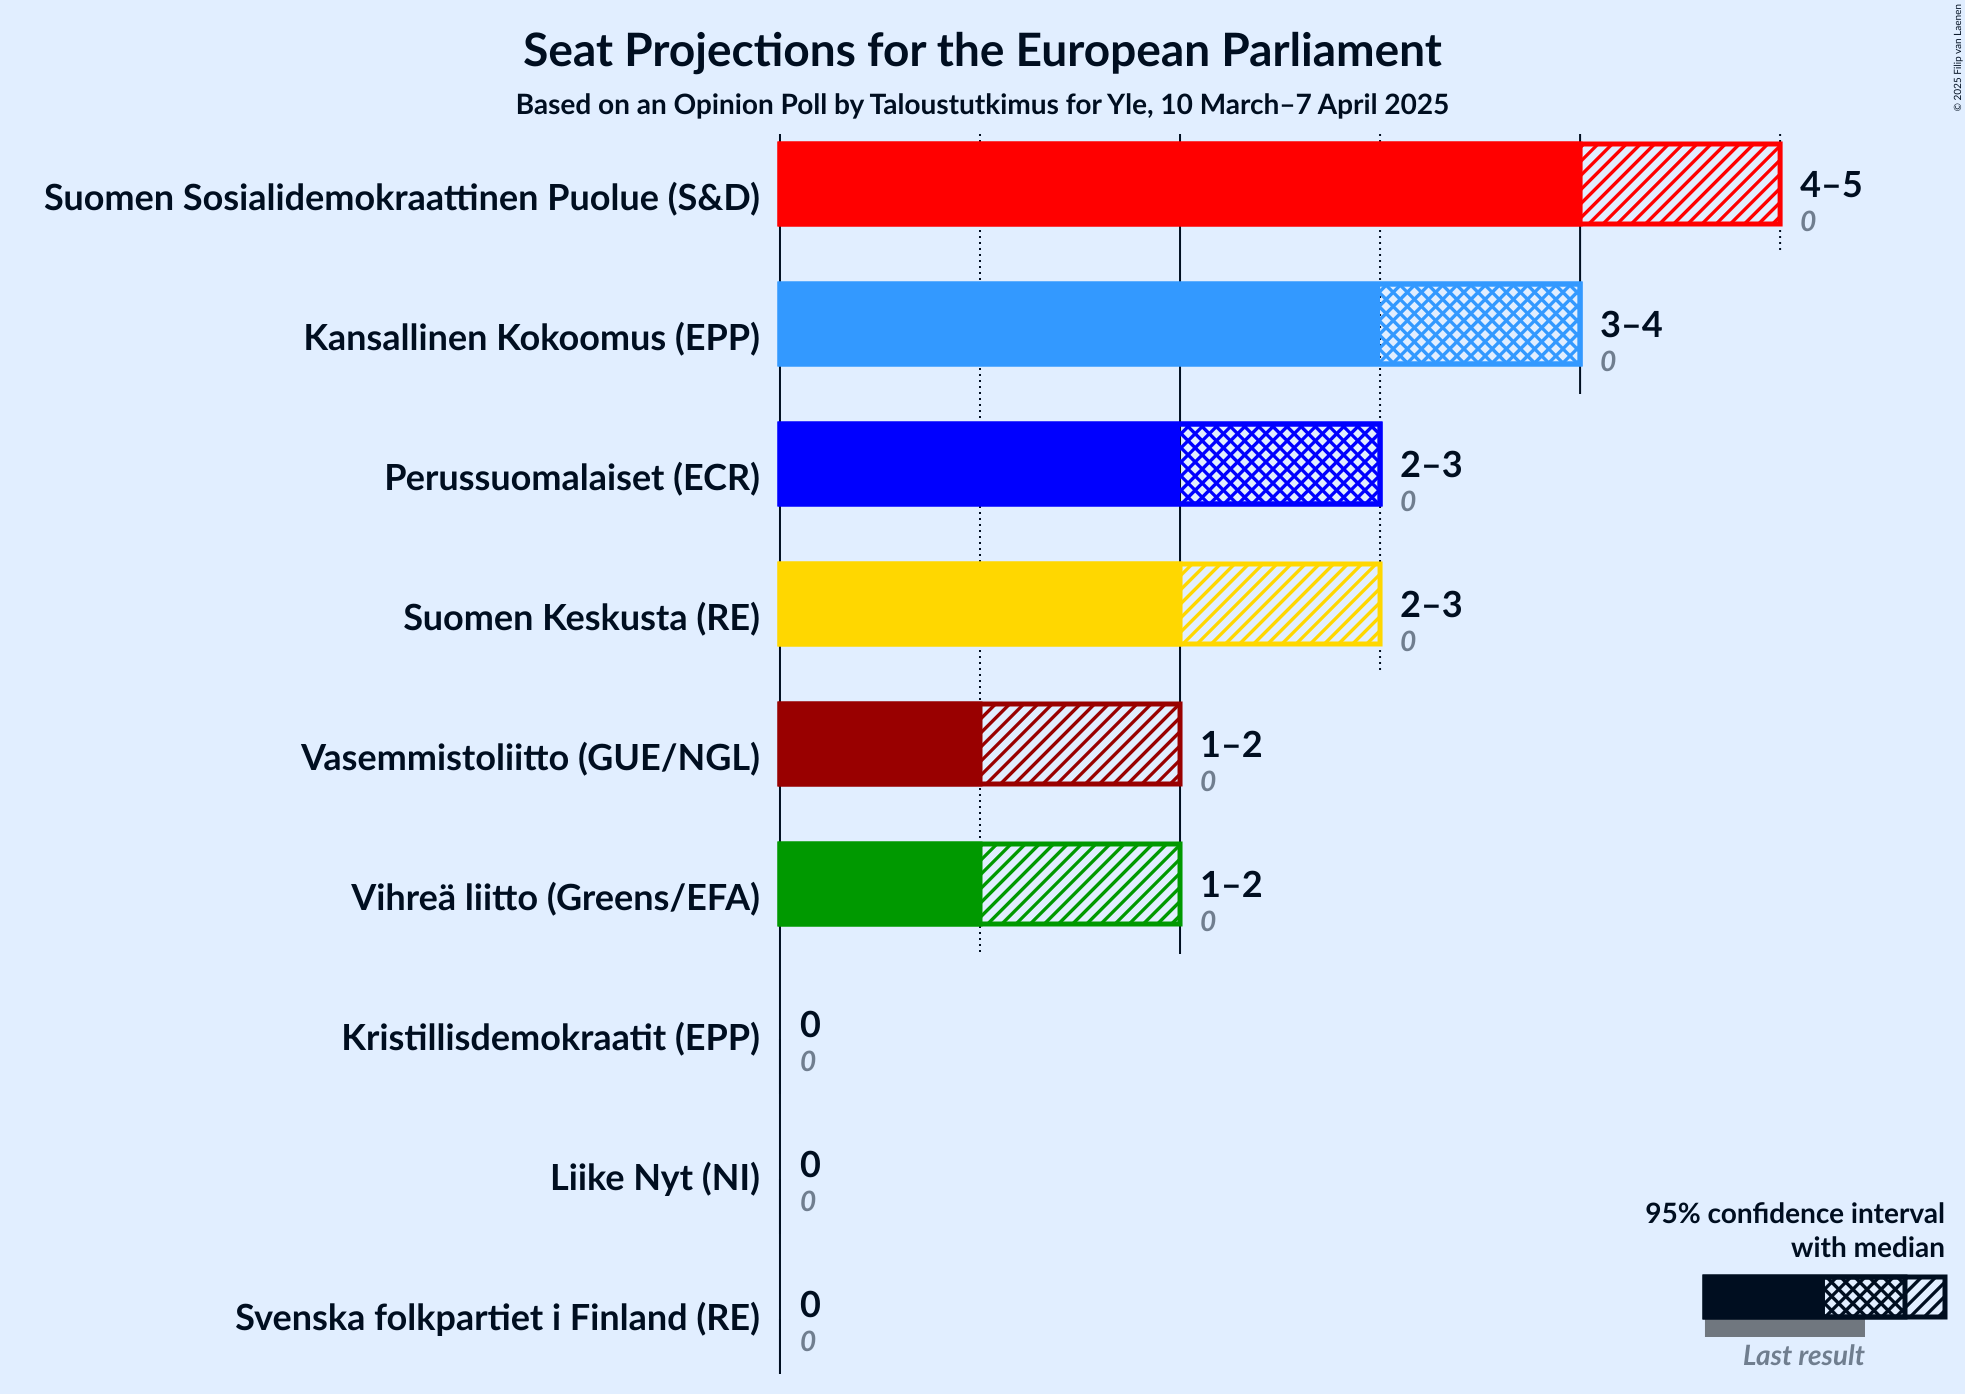 Seat Projections for the European Parliament
Based on an Opinion Poll by Taloustutkimus for Yle, 10 March–7 April 2025
© 2025 Filip van Laenen
Suomen Sosialidemokraattinen Puolue (S&D)
4–5
0
Kansallinen Kokoomus (EPP)
3–4
0
Perussuomalaiset (ECR)
2–3
0
Suomen Keskusta (RE)
2–3
0
Vasemmistoliitto (GUE/NGL)
1–2
0
Vihreä liitto (Greens/EFA)
1–2
0
Kristillisdemokraatit (EPP)
0
0
Liike Nyt (NI)
0
0
Svenska folkpartiet i Finland (RE)
0
0
95% confidence interval
with median
Last result